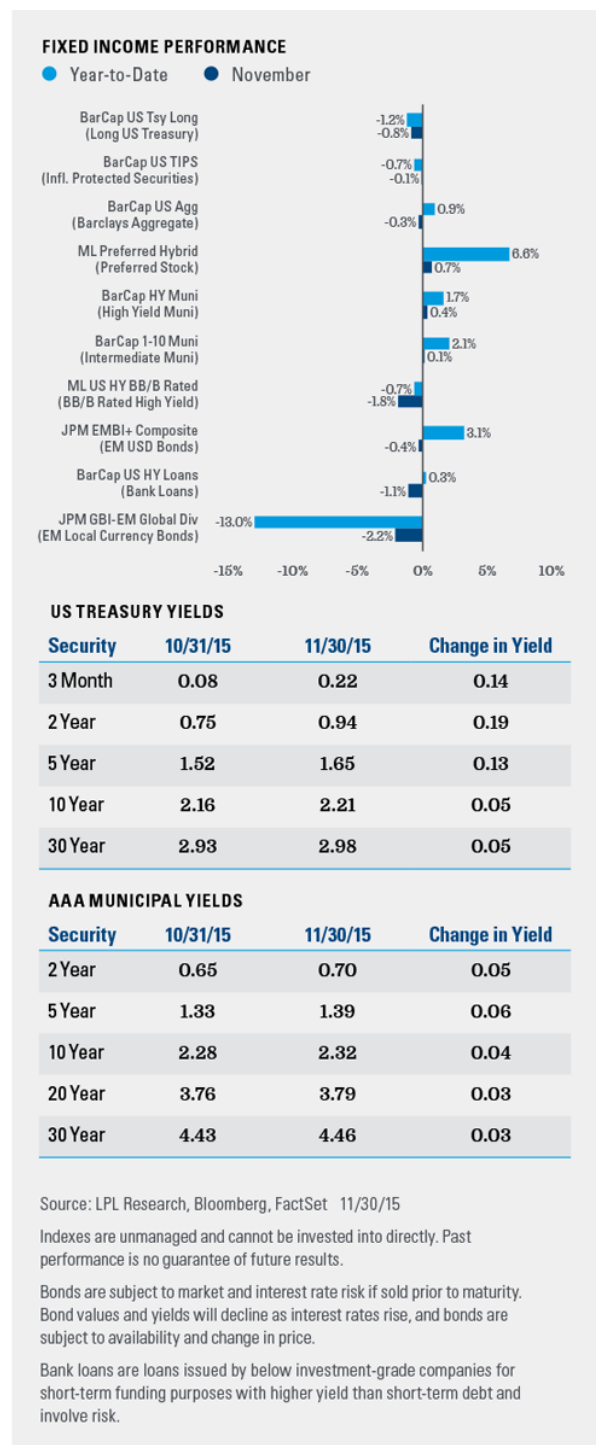 FIXED INCOME PERFORMANCE
Year-to-Date November
BarCap US Tsy Long
(Long US Treasury)
-1.2%
-0.8%
BarCap US TIPS
(Infl. Protected Securities)
-0.7%
-0.1%
BarCap US Agg
(Barclays Aggregate)
0.9%
-0.3%
ML Preferred Hybrid
(Preferred Stock)
6.6%
0.7%
BarCap HY Muni
(High Yield Muni)
1.7%
0.4%
BarCap 1-10 Muni
(Intermediate Muni)
2.1%
0.1%
ML US HY BB/B Rated
(BB/B Rated High Yield)
-0.7%
-1.8%
JPM EMBI+ Composite
(EM USD Bonds)
3.1%
-0.4%
BarCap US HY Loans
(Bank Loans)
0.3%
-1.1%
JPM GBI-EM Global Div
(EM Local Currency Bonds)
-13.0%
-2.2%
-15% -10% -5% 0% 5% 10%
US TREASURY YIELDS
Security 10/31/15 11/30/15 Change in Yield
3 Month 0.08 0.22 0.14
2 Year 0.75 0.94 0.19
5 Year 1.52 1.65 0.13
10 Year 2.16 2.21 0.05
30 Year 2.93 2.98 0.05
AAA MUNICIPAL YIELDS
Security 10/31/15 11/30/15 Change in Yield
2 Year 0.65 0.70 0.05
5 Year 1.33 1.39 0.06
10 Year 2.28 2.32 0.04
20 Year 3.76 3.79 0.03
30 Year 4.43 4.46 0.03
Source: LPL Research, Bloomberg, FactSet 11/30/15
Indexes are unmanaged and cannot be invested into directly. Past
performance is no guarantee of future results.
Bonds are subject to market and interest rate risk if sold prior to maturity.
Bond values and yields will decline as interest rates rise, and bonds are
subject to availability and change in price.
Bank loans are loans issued by below investment-grade companies for
short-term funding purposes with higher yield than short-term debt and
involve risk.